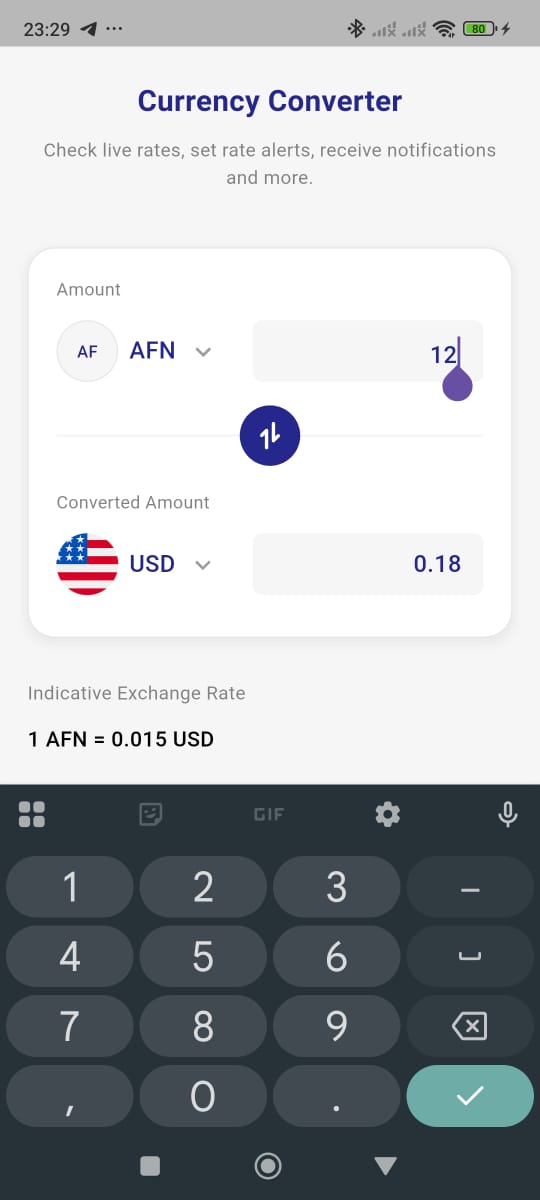 23:29
80
Currency Converter
Check live rates, set rate alerts, receive notifications
and more.
Amount
AF AFN 12
Converted Amount
USD 0.18
Indicative Exchange Rate
1 AFN = 0.015 USD
GIF
1 2 3 –
4 5 6
7 8 9
, 0 .